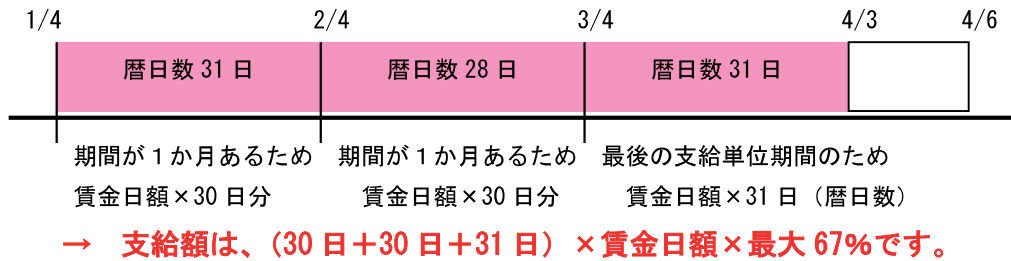 1/4 2/4 3/4 4/3 4/6
暦日数 31 日 暦日数 28 日 暦日数 31 日
期間が１か月あるため 期間が１か月あるため 最後の支給単位期間のため
賃金日額×30 日分 賃金日額×30 日分 賃金日額×31 日（暦日数）
→ 支給額は、（30 日＋30 日＋31 日）×賃金日額×最大 67％です。